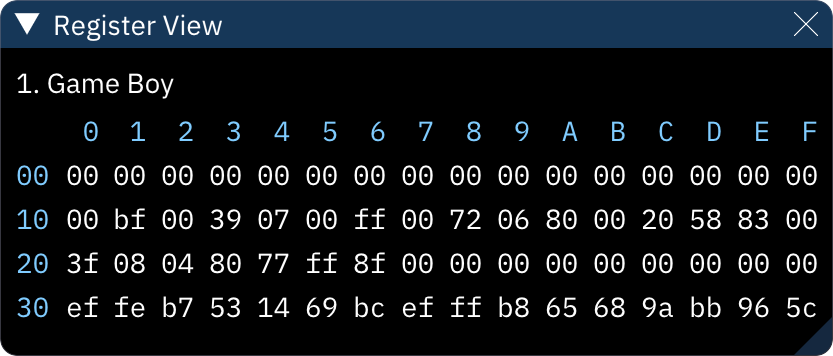 Register View
1. Game Boy
0 1 2 3 4 5 6 7 8 9 A B C D E F
00 00 00 00 00 00 00 00 00 00 00 00 00 00 00 00 00
10 00 bf 00 39 07 00 ff 00 72 06 80 00 20 58 83 00
20 3f 08 04 80 77 ff 8f 00 00 00 00 00 00 00 00 00
30 ef fe b7 53 14 69 bc ef ff b8 65 68 9a bb 96 5c